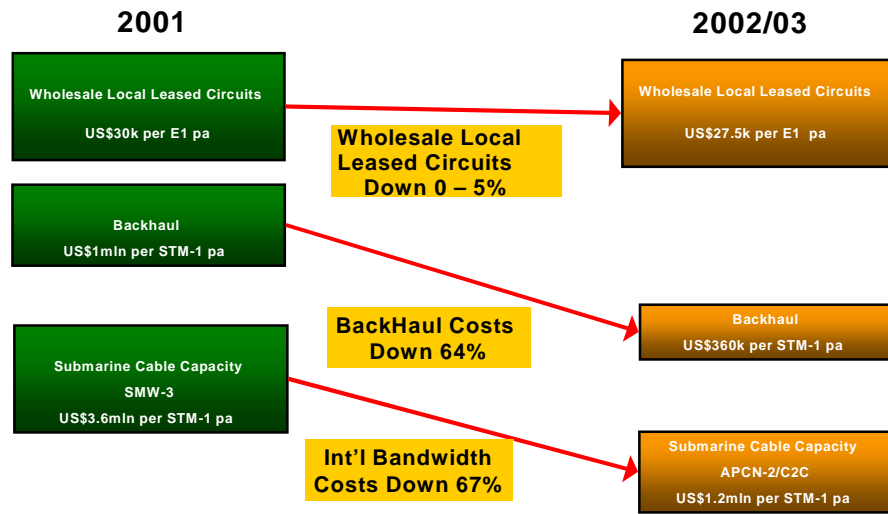 2001
2002/03
Wholesale Local Leased Circuits
US$30k per E1 pa
Wholesale Local Leased Circuits
US$27.5k per E1 pa
Wholesale Local
Leased Circuits
Down 0 – 5%
Backhaul
US$1mln per STM-1 pa
BackHaul Costs
Down 64%
Backhaul
US$360k per STM-1 pa
Submarine Cable Capacity
SMW-3
US$3.6mln per STM-1 pa
Int'l Bandwidth
Costs Down 67%
Submarine Cable Capacity
APCN-2/C2C
US$1.2mln per STM-1 pa